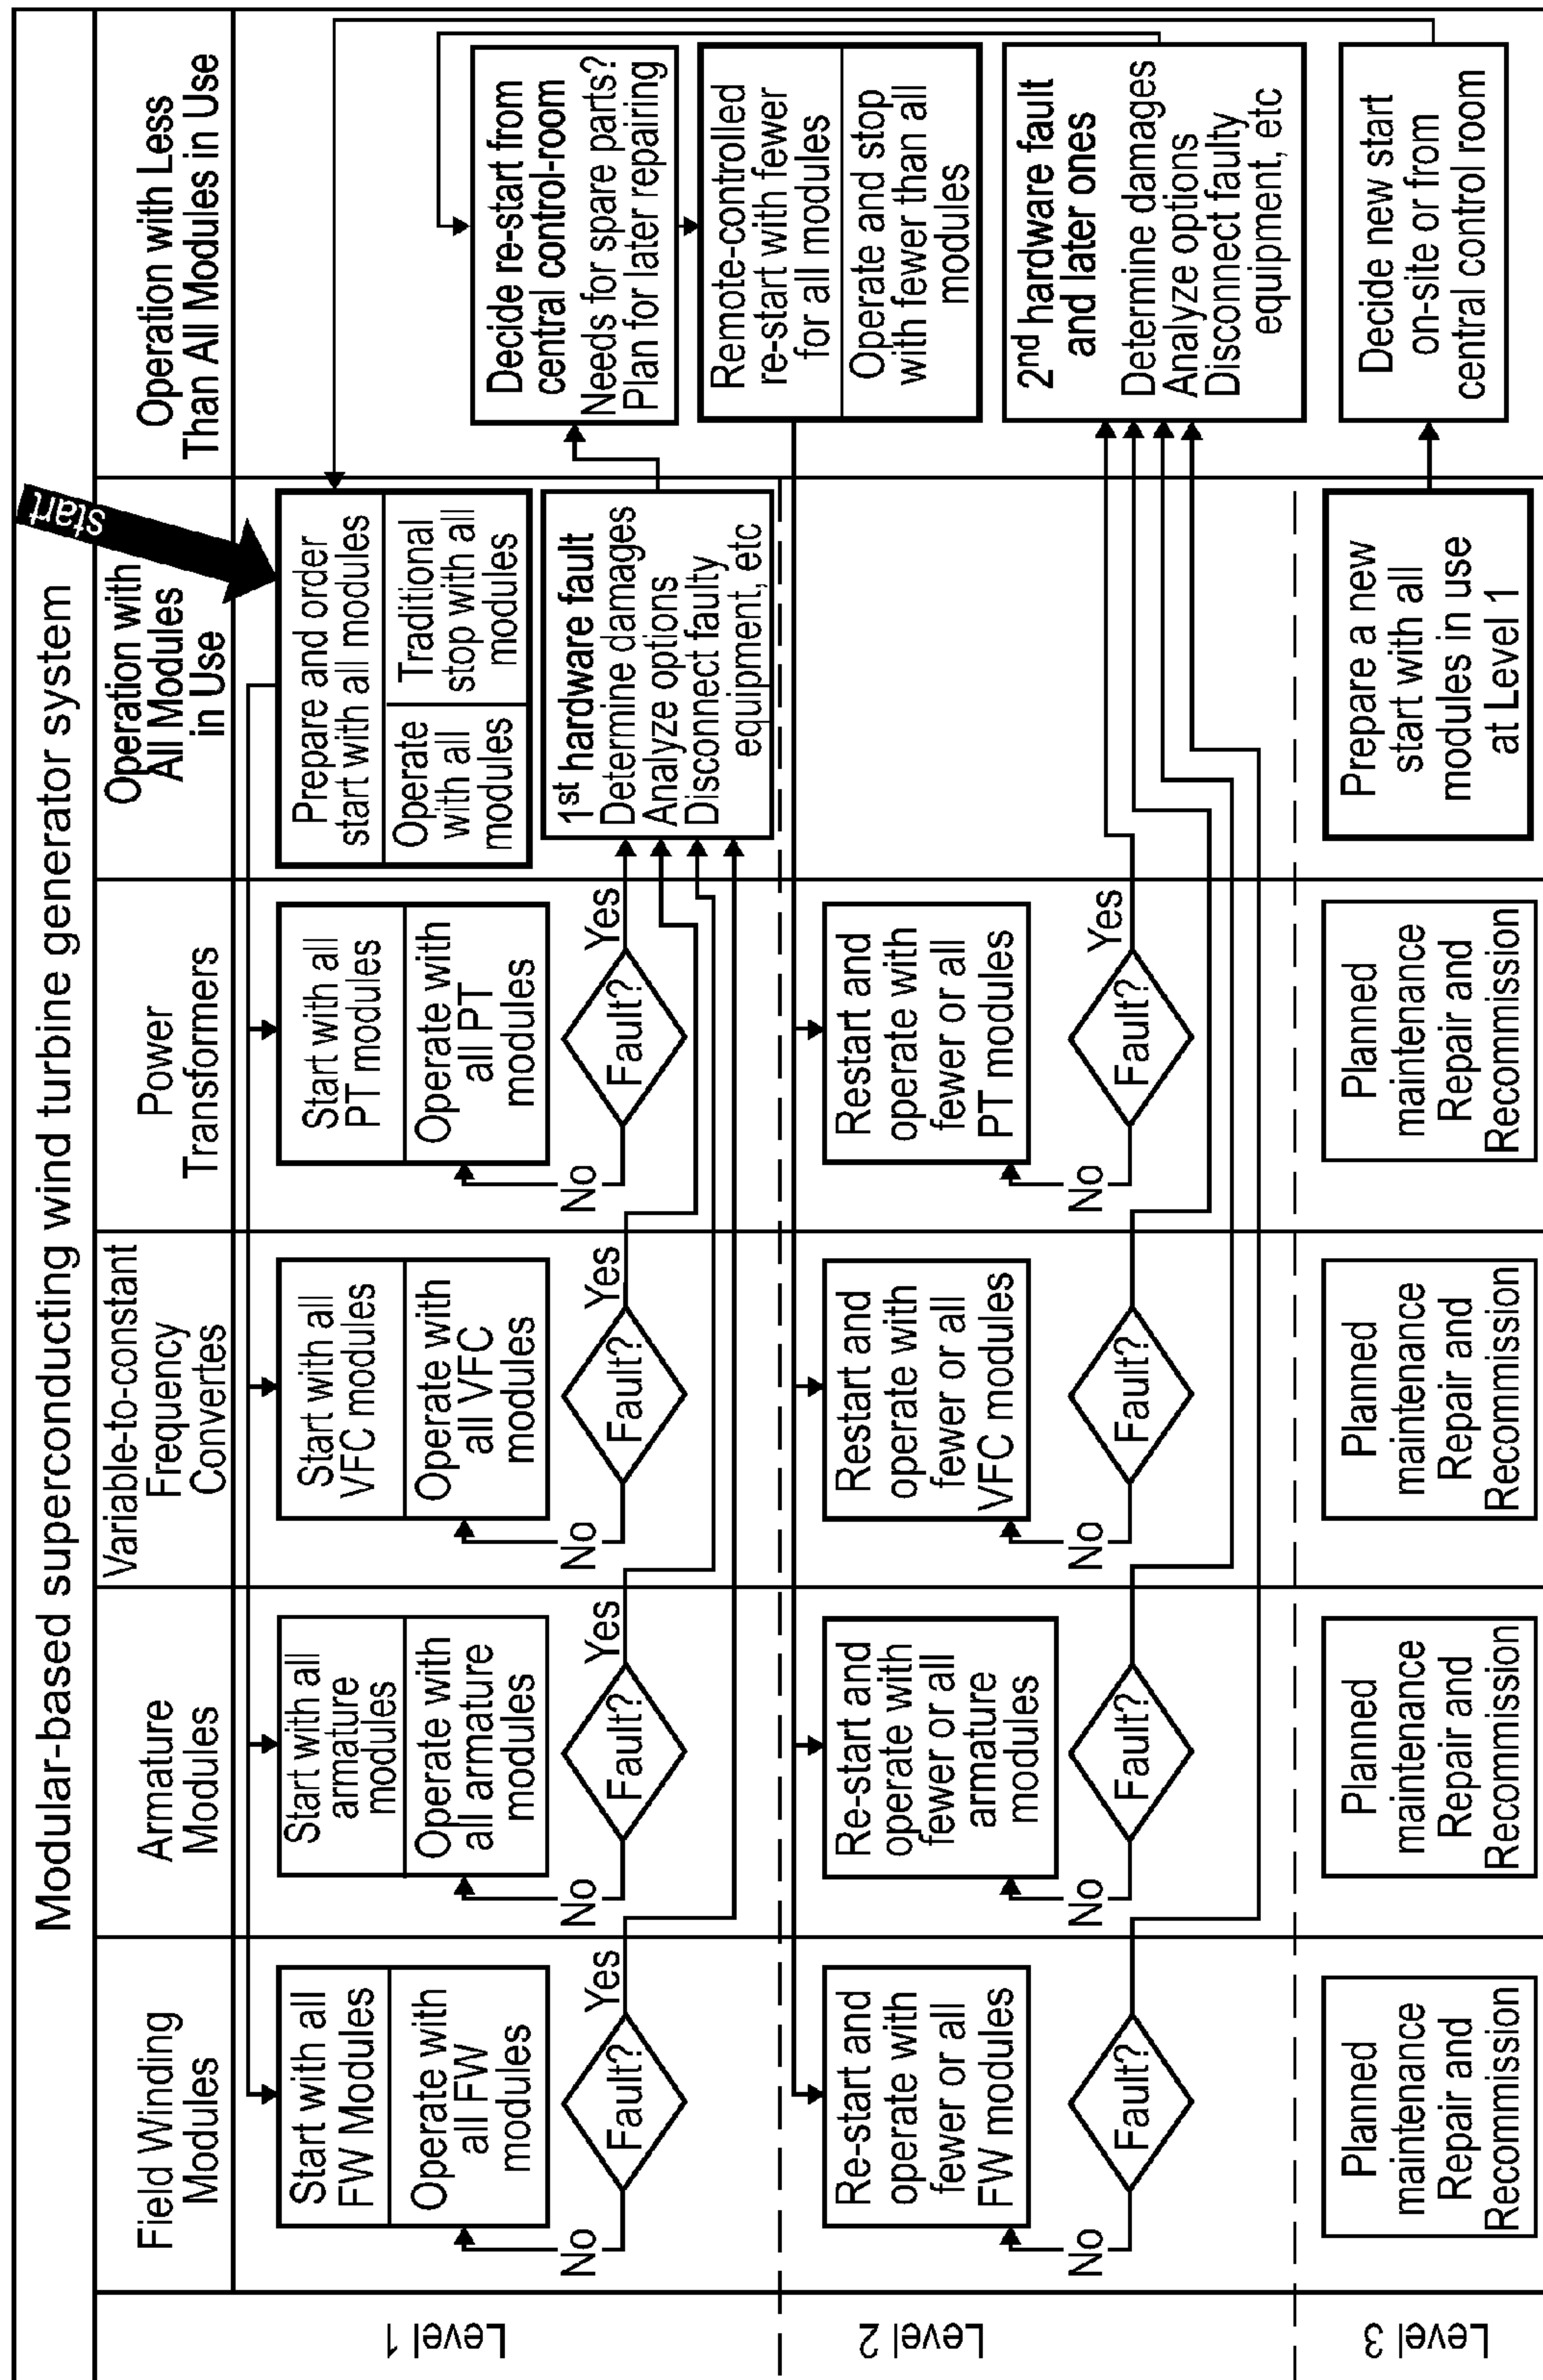 Modular-based superconducting wind turbine generator system
Field Winding
Modules
Armature
Modules
Variable-to-constant
Frequency
Convertes
Power
Transformers
Operation with
All Modules
in Use
Operation with Less
Than All Modules in Use
start
Level 1
Start with all
FW Modules
Operate with
all FW
modules
Fault?
No
Yes
Start with all
armature
modules
Operate with
all armature
modules
Fault?
No
Yes
Start with all
VFC modules
Operate with
all VFC
modules
Fault?
No
Yes
Start with all
PT modules
Operate with
all PT
modules
Fault?
No
Yes
Prepare and order
start with all modules
Operate
with all
modules
Traditional
stop with all
modules
1st hardware fault
Determine damages
Analyze options
Disconnect faulty
equipment, etc
Decide re-start from
central control-room
Needs for spare parts?
Plan for later repairing
Remote-controlled
re-start with fewer
for all modules
Operate and stop
with fewer than all
modules
Level 2
Re-start and
operate with
fewer or all
FW modules
Fault?
No
Re-start and
operate with
fewer or all
armature
modules
Fault?
No
Restart and
operate with
fewer or all
VFC modules
Fault?
No
Restart and
operate with
fewer or all
PT modules
Fault?
No
Yes
2nd hardware fault
and later ones
Determine damages
Analyze options
Disconnect faulty
equipment, etc
Level 3
Planned
maintenance
Repair and
Recommission
Planned
maintenance
Repair and
Recommission
Planned
maintenance
Repair and
Recommission
Planned
maintenance
Repair and
Recommission
Prepare a new
start with all
modules in use
at Level 1
Decide new start
on-site or from
central control room